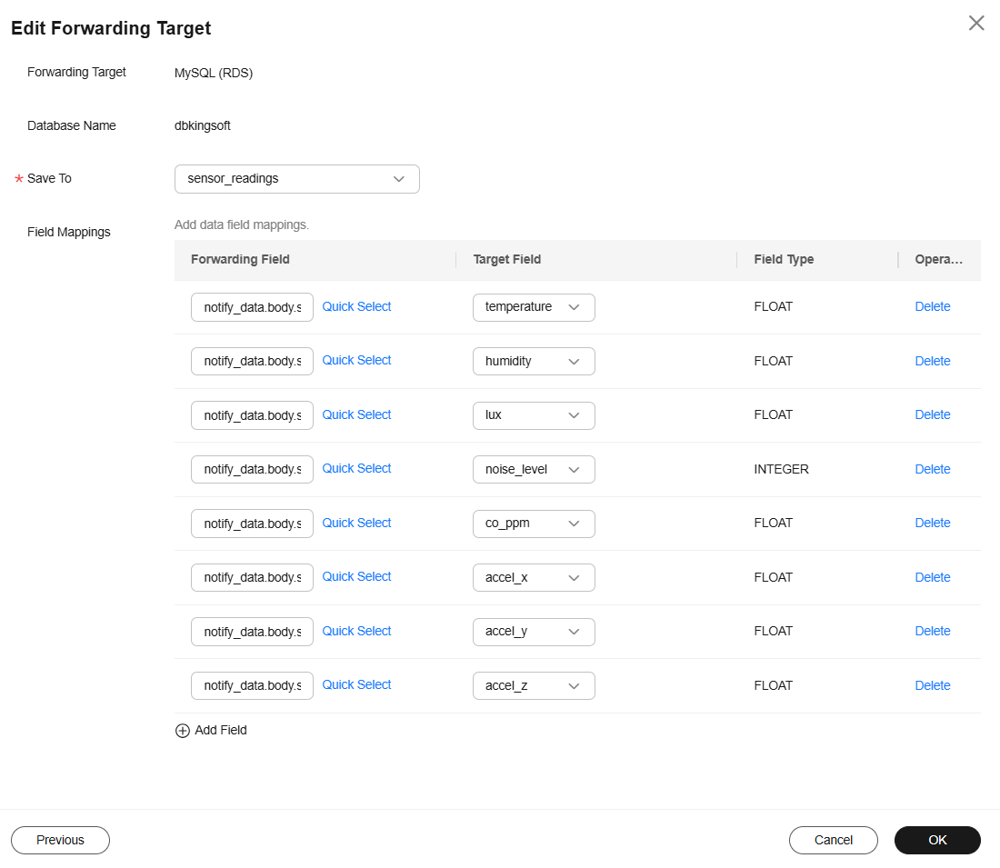 Edit Forwarding Target
Forwarding Target MySQL (RDS)
Database Name dbkingsoft
* Save To sensor_readings
Field Mappings Add data field mappings.
Forwarding Field Target Field Field Type Opera...
notify_data.body.s Quick Select temperature FLOAT Delete
notify_data.body.s Quick Select humidity FLOAT Delete
notify_data.body.s Quick Select lux FLOAT Delete
notify_data.body.s Quick Select noise_level INTEGER Delete
notify_data.body.s Quick Select co_ppm FLOAT Delete
notify_data.body.s Quick Select accel_x FLOAT Delete
notify_data.body.s Quick Select accel_y FLOAT Delete
notify_data.body.s Quick Select accel_z FLOAT Delete
Add Field
Previous Cancel OK